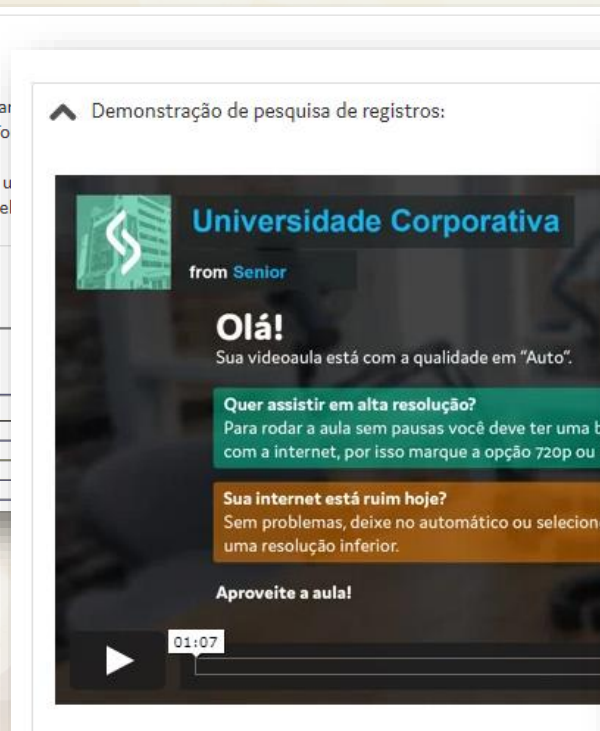 Demonstração de pesquisa de registros:
Universidade Corporativa
from Senior
Olá!
Sua videoaula está com a qualidade em “Auto”.
Quer assistir em alta resolução?
Para rodar a aula sem pausas você deve ter uma
com a internet, por isso marque a opção 720p ou
Sua internet está ruim hoje?
Sem problemas, deixe no automático ou selecion
uma resolução inferior.
Aproveite a aula!
01:07